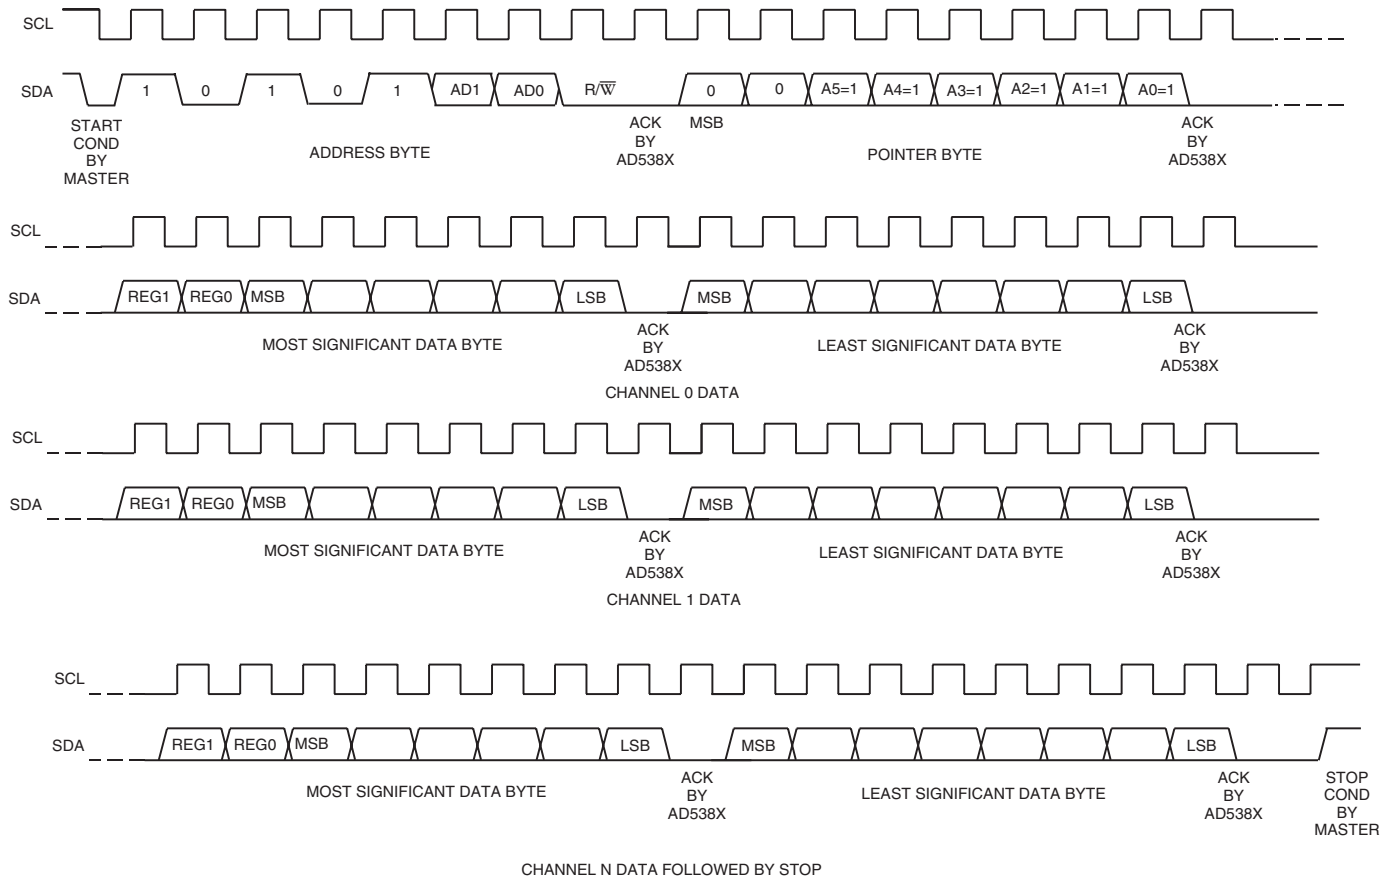 SCL
SDA 1 0 1 0 1 AD1 AD0 R/W̅ 0 0 A5=1 A4=1 A3=1 A2=1 A1=1 A0=1
START COND BY MASTER
ADDRESS BYTE
ACK BY AD538X
MSB
POINTER BYTE
ACK BY AD538X
SCL
SDA REG1 REG0 MSB LSB MSB LSB
MOST SIGNIFICANT DATA BYTE
ACK BY AD538X
LEAST SIGNIFICANT DATA BYTE
ACK BY AD538X
CHANNEL 0 DATA
SCL
SDA REG1 REG0 MSB LSB MSB LSB
MOST SIGNIFICANT DATA BYTE
ACK BY AD538X
LEAST SIGNIFICANT DATA BYTE
ACK BY AD538X
CHANNEL 1 DATA
SCL
SDA REG1 REG0 MSB LSB MSB LSB
MOST SIGNIFICANT DATA BYTE
ACK BY AD538X
LEAST SIGNIFICANT DATA BYTE
ACK BY AD538X
STOP COND BY MASTER
CHANNEL N DATA FOLLOWED BY STOP